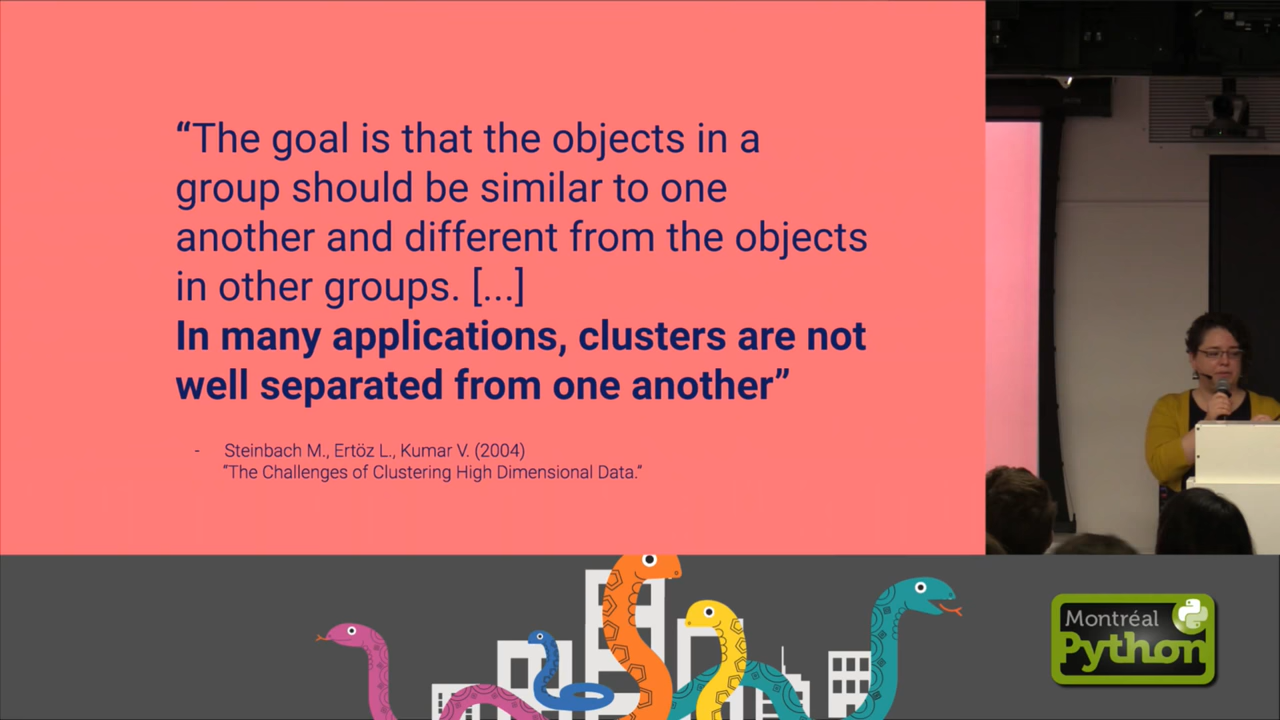 “The goal is that the objects in a
group should be similar to one
another and different from the objects
in other groups. [...]
In many applications, clusters are not
well separated from one another”
- Steinbach M., Ertöz L., Kumar V. (2004)
“The Challenges of Clustering High Dimensional Data.“
Montréal
Python